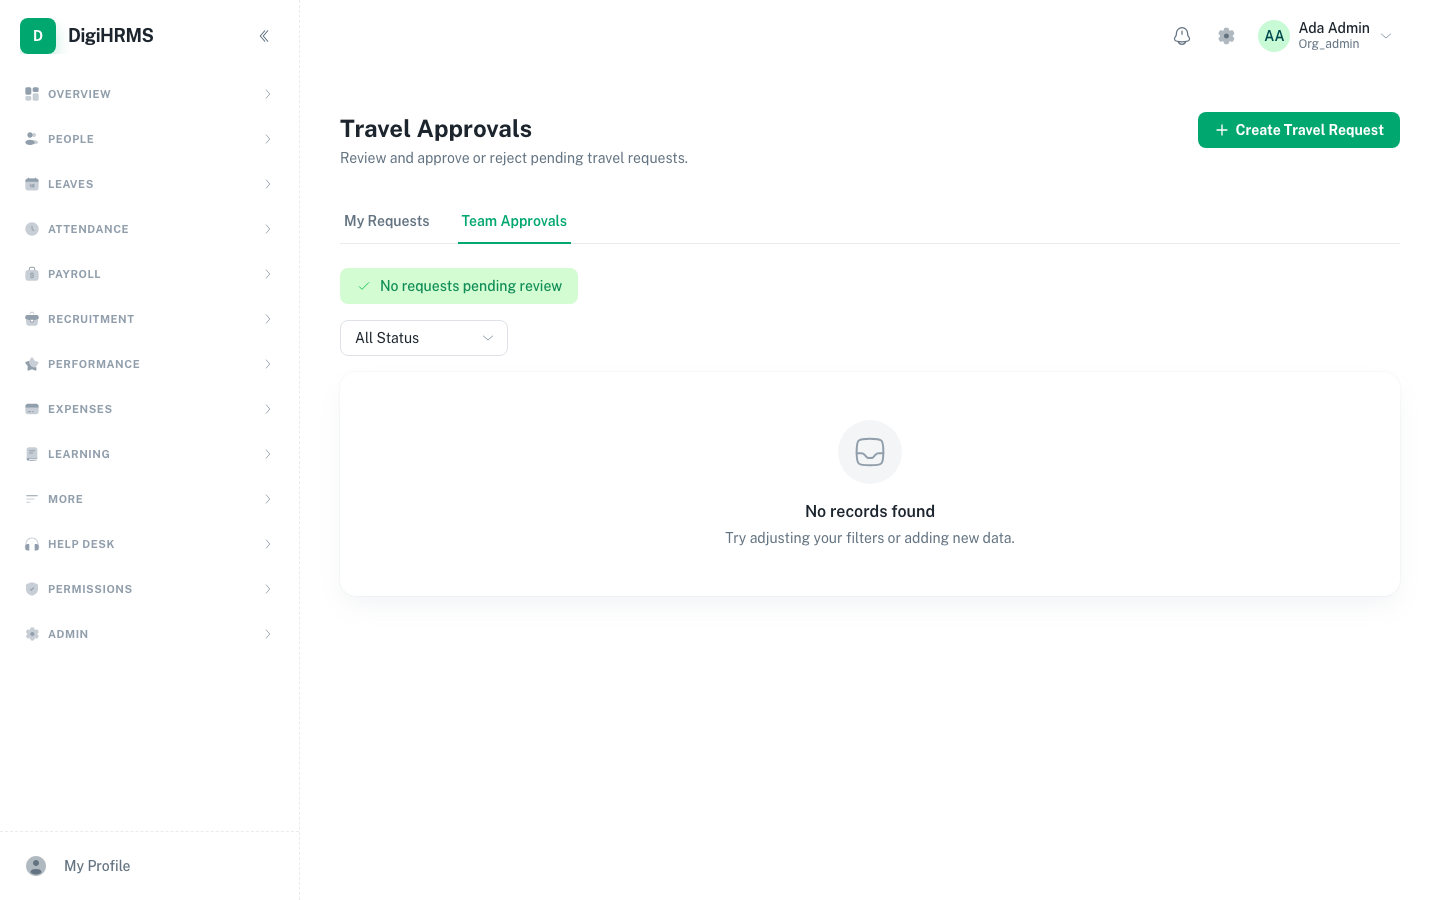 D DigiHRMS
OVERVIEW
PEOPLE
LEAVES
ATTENDANCE
PAYROLL
RECRUITMENT
PERFORMANCE
EXPENSES
LEARNING
MORE
HELP DESK
PERMISSIONS
ADMIN
My Profile
AA Ada Admin
Org_admin
Travel Approvals
Review and approve or reject pending travel requests.
Create Travel Request
My Requests Team Approvals
No requests pending review
All Status
No records found
Try adjusting your filters or adding new data.